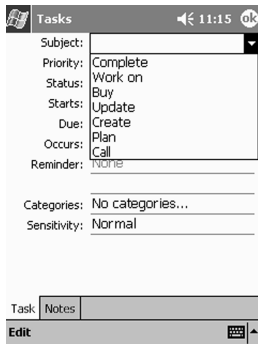 Tasks 11:15 ok
Subject:
Priority: Complete
Status: Work on
Buy
Starts: Update
Due: Create
Occurs: Plan
Call
Reminder: None
Categories: No categories...
Sensitivity: Normal
Task Notes
Edit